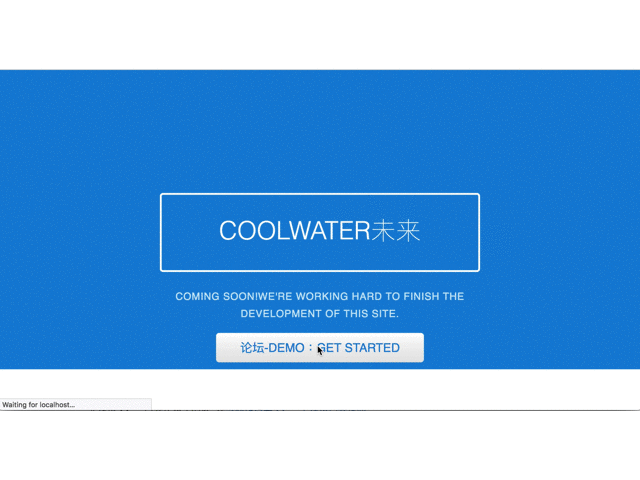 COOLWATER未来
COMING SOON!WE'RE WORKING HARD TO FINISH THE
DEVELOPMENT OF THIS SITE.
论坛-DEMO：GET STARTED
Waiting for localhost...